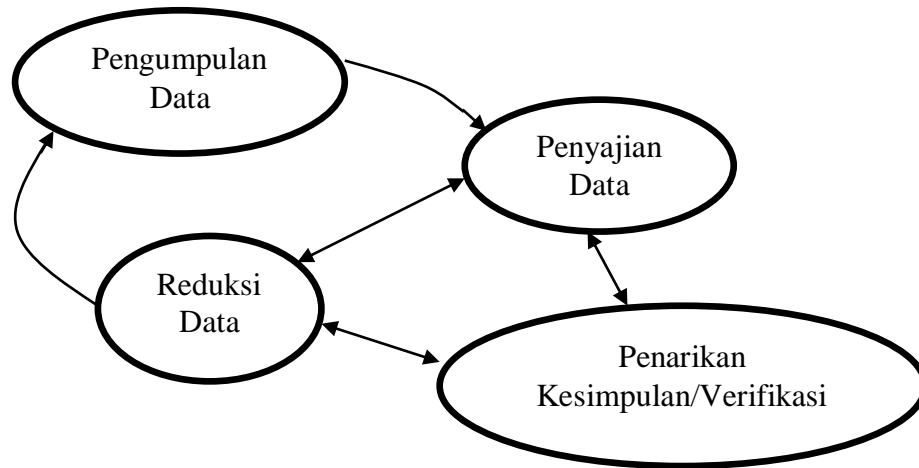 Pengumpulan
Data
Penyajian
Data
Reduksi
Data
Penarikan
Kesimpulan/Verifikasi